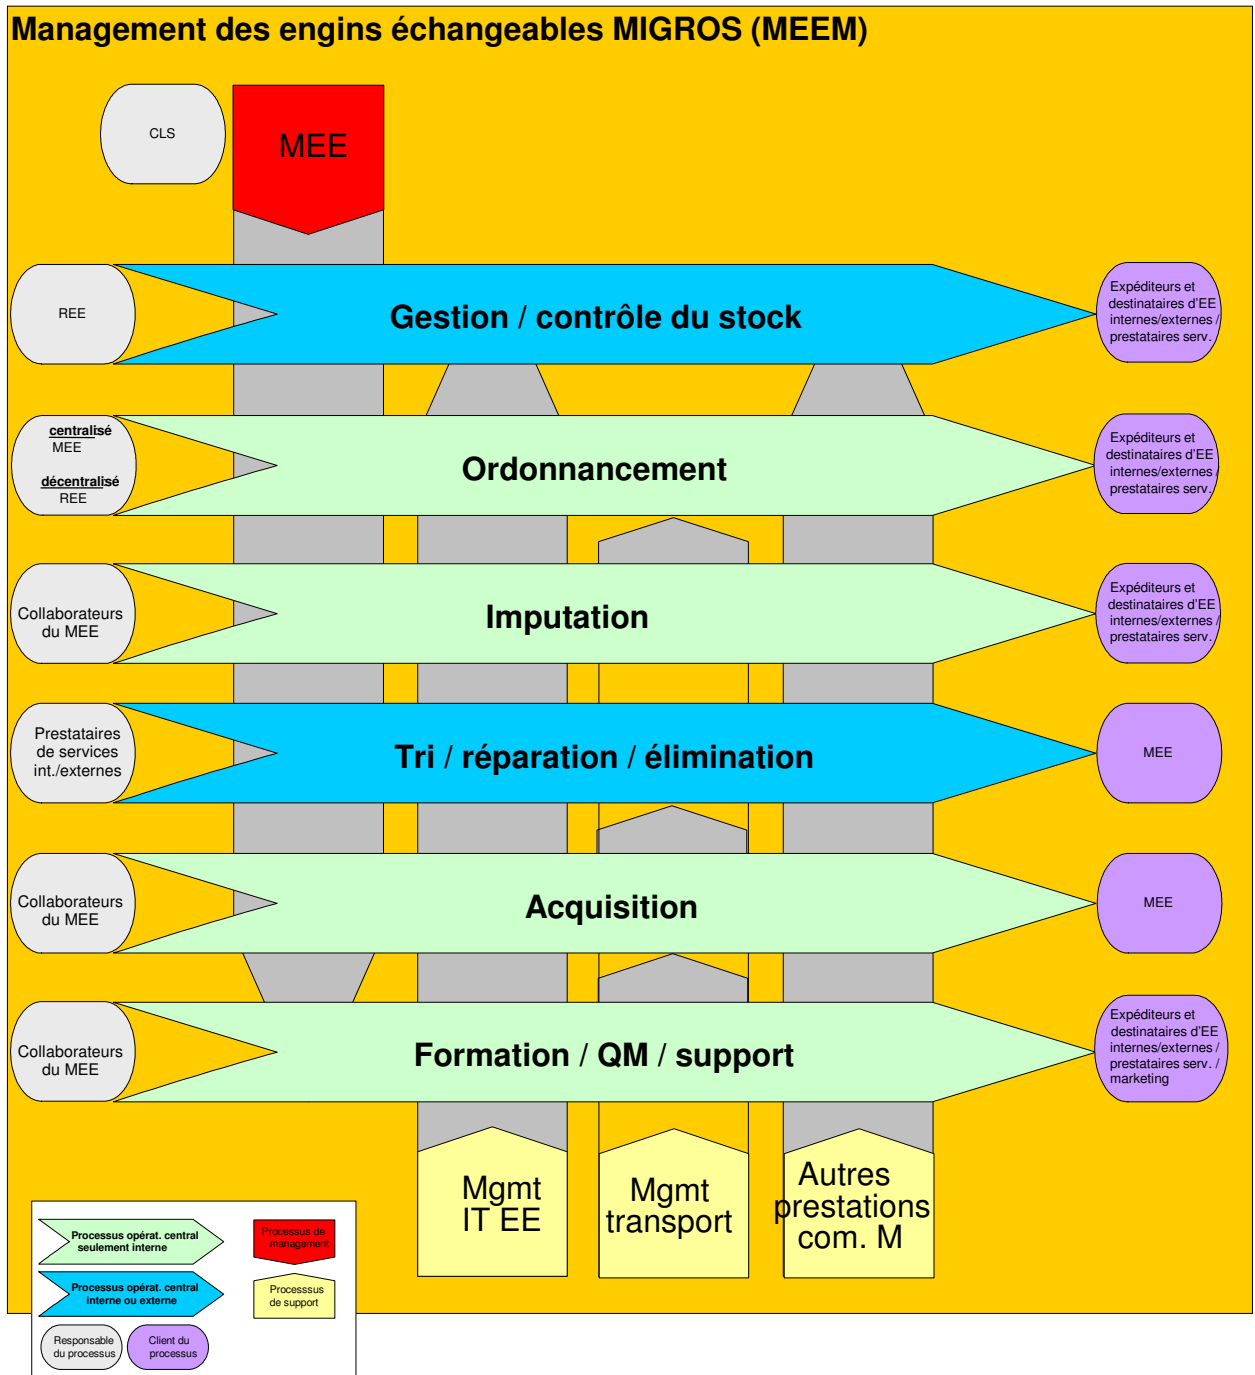 Management des engins échangeables MIGROS (MEEM)
CLS
MEE
REE
Gestion / contrôle du stock
Expéditeurs et
destinataires d'EE
internes/externes /
prestataires serv.
centralisé
MEE
décentralisé
REE
Ordonnancement
Expéditeurs et
destinataires d'EE
internes/externes /
prestataires serv.
Collaborateurs
du MEE
Imputation
Expéditeurs et
destinataires d'EE
internes/externes /
prestataires serv.
Prestataires
de services
int./externes
Tri / réparation / élimination
MEE
Collaborateurs
du MEE
Acquisition
MEE
Collaborateurs
du MEE
Formation / QM / support
Expéditeurs et
destinataires d'EE
internes/externes /
prestataires serv. /
marketing
Mgmt
IT EE
Mgmt
transport
Autres
prestations
com. M
Processus opérat. central
seulement interne
Processus de
management
Processus opérat. central
interne ou externe
Processsus
de support
Responsable
du processus
Client du
processus